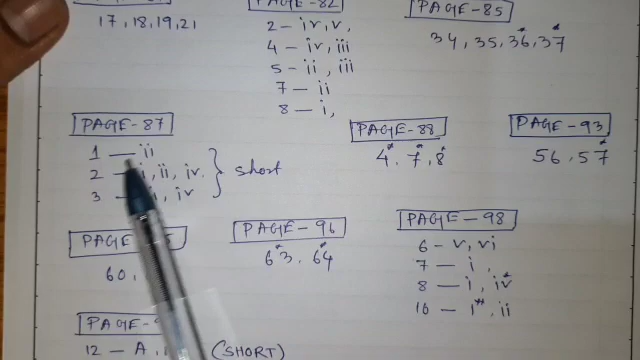 17, 18, 19, 21
PAGE-82
2 - iv, v,
4 - iv, iii
5 - ii, iii
7 - ii
8 - i,
PAGE-85
34, 35, 36*, 37*
PAGE-87
1 — ii
2 — i, ii, iv.
3 — iv
short
PAGE-88
4*, 7*, 8*
PAGE-93
56, 57*
60,
PAGE-96
63*, 64*
PAGE-98
6 - v, vi
7 — i,
8 — i, iv*
10 — i**, ii
PAGE-
12 — A,
(SHORT)